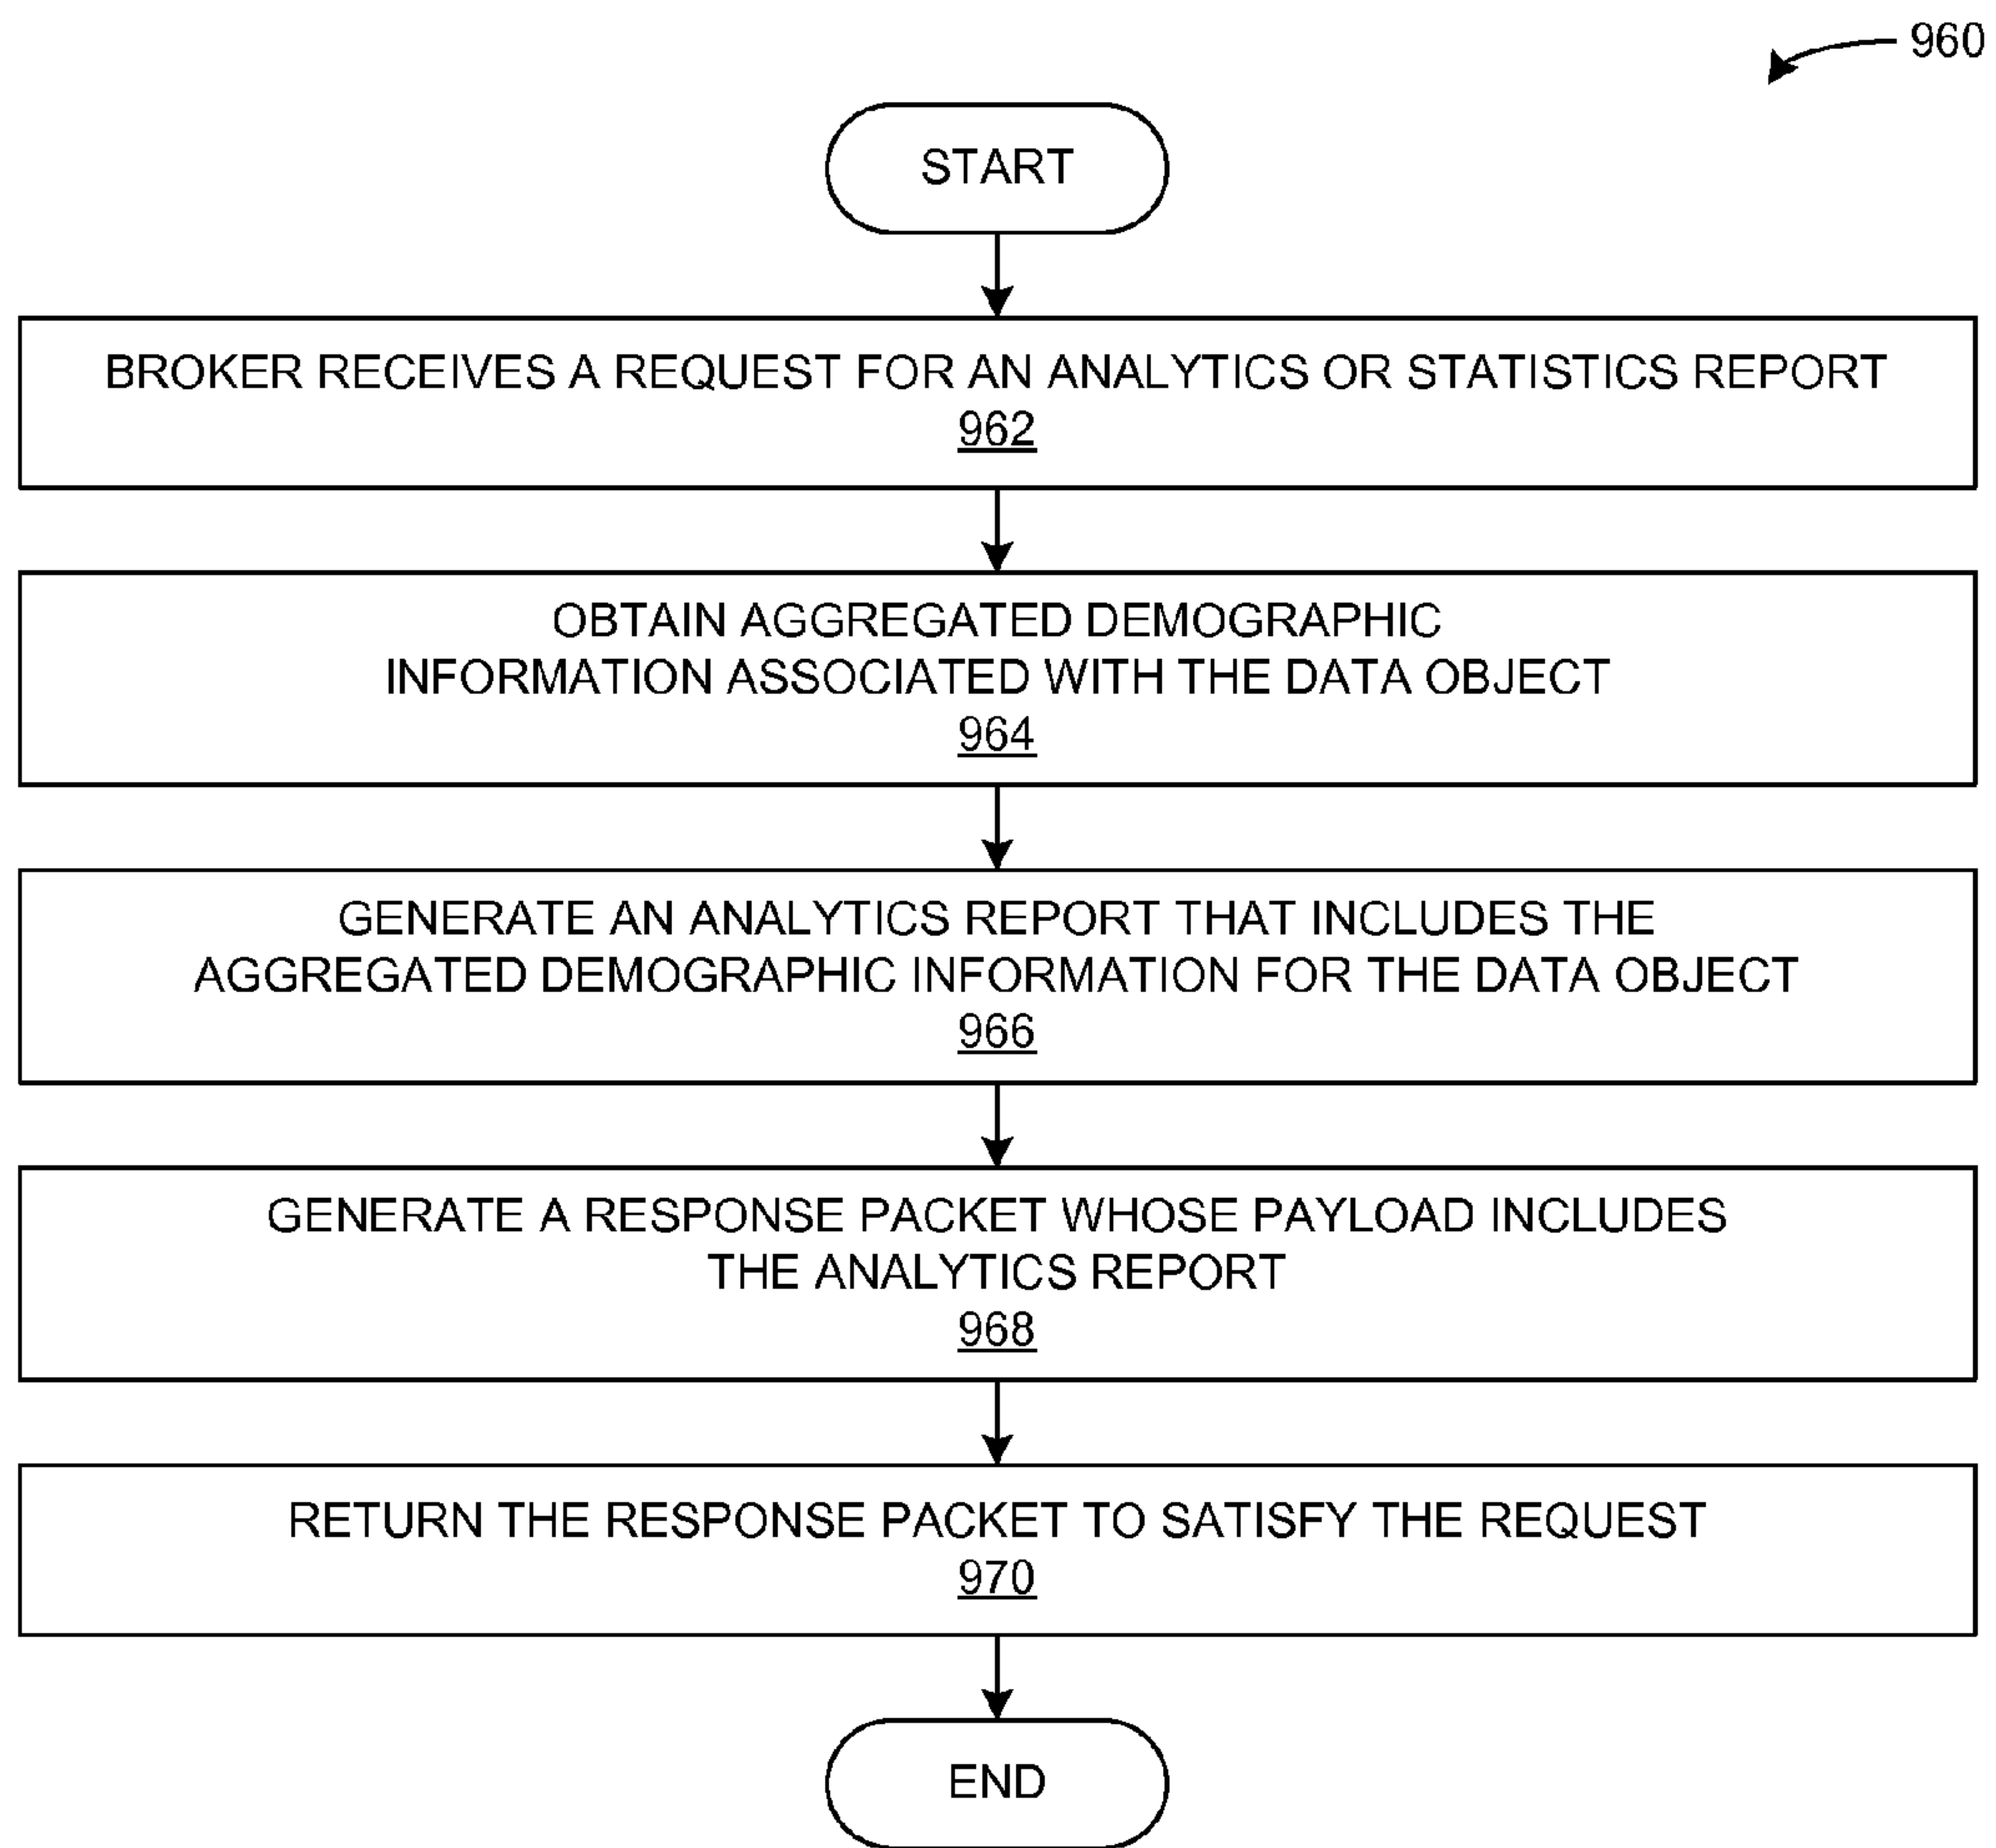 960
START
BROKER RECEIVES A REQUEST FOR AN ANALYTICS OR STATISTICS REPORT
962
OBTAIN AGGREGATED DEMOGRAPHIC
INFORMATION ASSOCIATED WITH THE DATA OBJECT
964
GENERATE AN ANALYTICS REPORT THAT INCLUDES THE
AGGREGATED DEMOGRAPHIC INFORMATION FOR THE DATA OBJECT
966
GENERATE A RESPONSE PACKET WHOSE PAYLOAD INCLUDES
THE ANALYTICS REPORT
968
RETURN THE RESPONSE PACKET TO SATISFY THE REQUEST
970
END